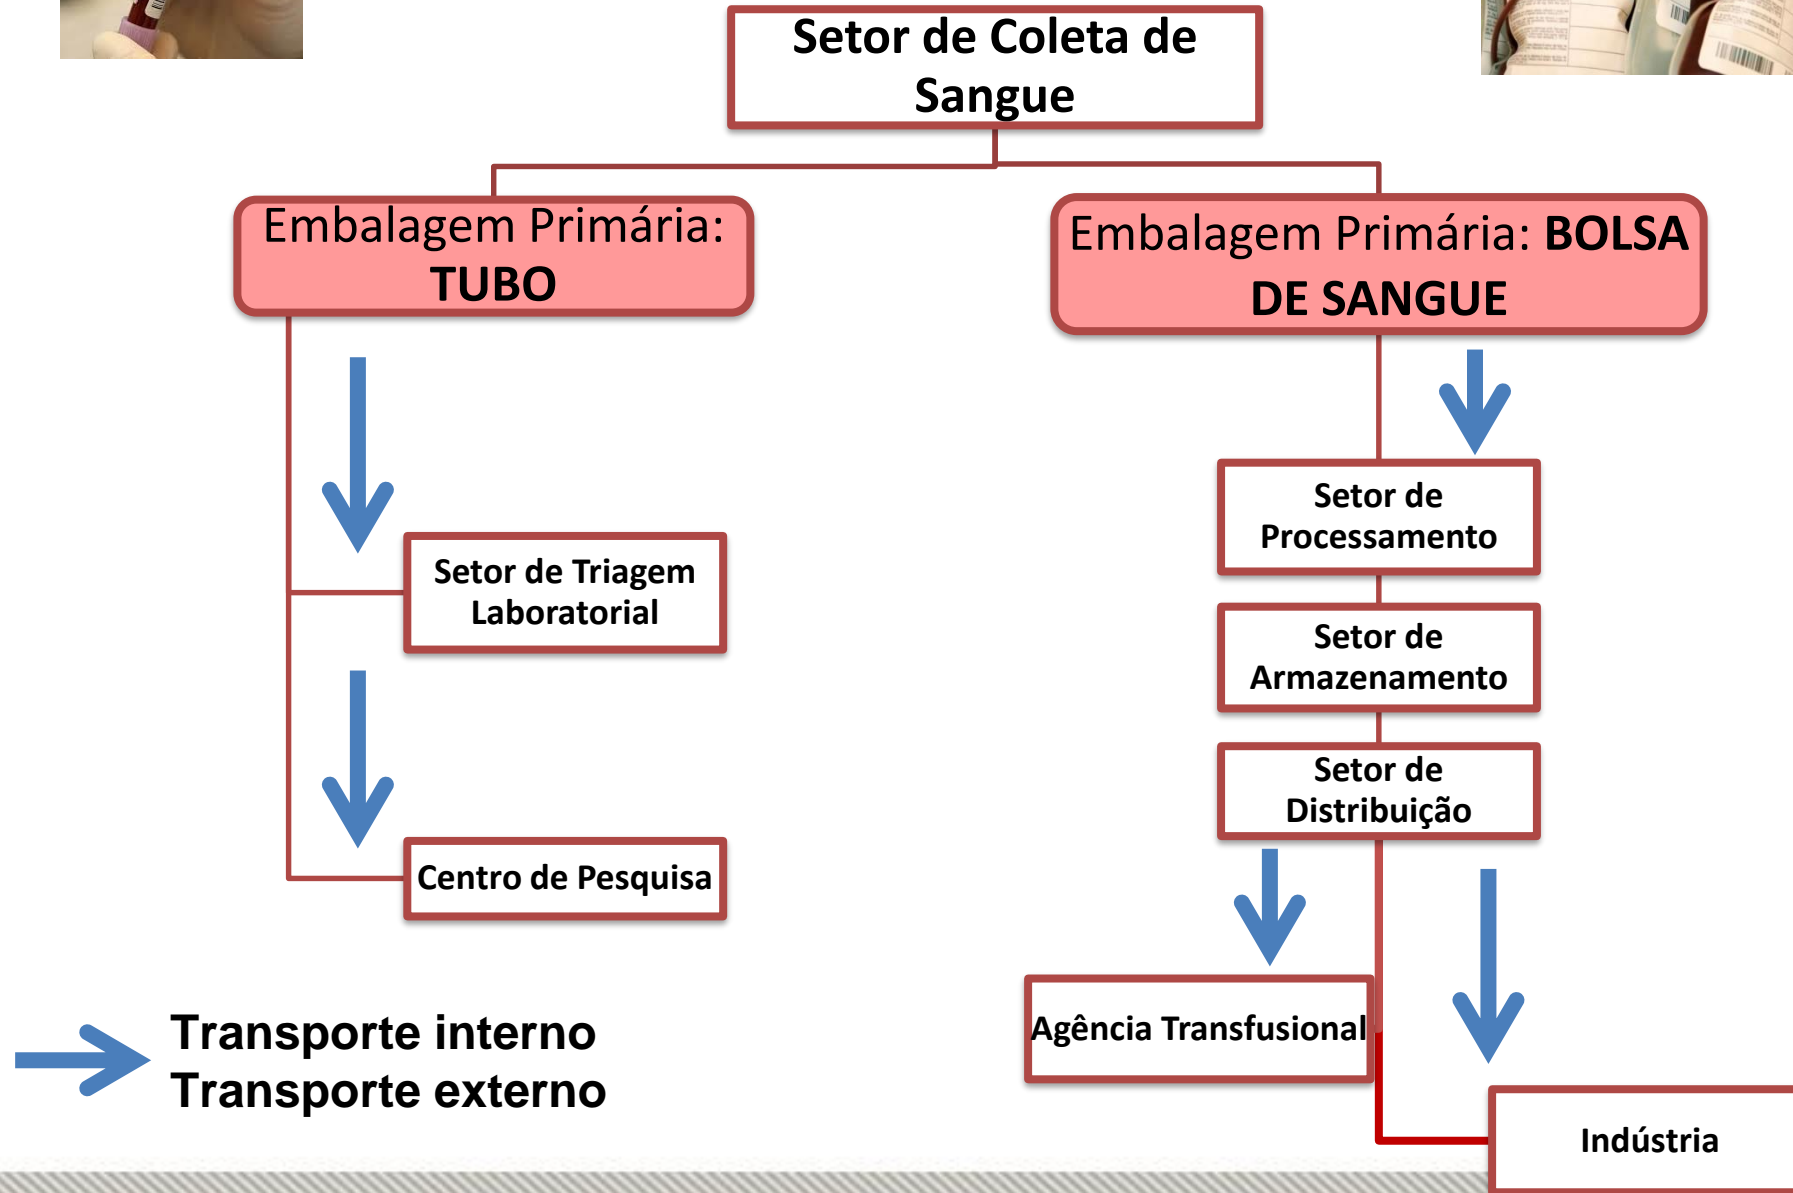 Setor de Coleta de
Sangue
Embalagem Primária:
TUBO
Embalagem Primária: BOLSA
DE SANGUE
Setor de
Processamento
Setor de Triagem
Laboratorial
Setor de
Armazenamento
Setor de
Distribuição
Centro de Pesquisa
Agência Transfusional
Transporte interno
Transporte externo
Indústria